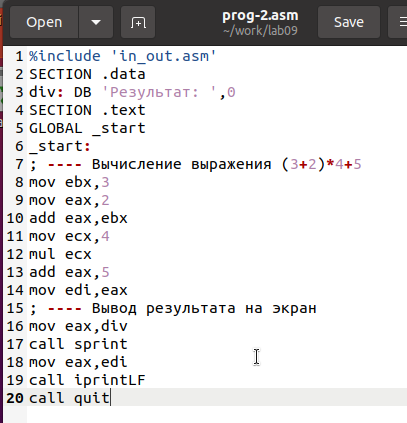 Open prog-2.asm Save
~/work/lab09
1 %include 'in_out.asm'
2 SECTION .data
3 div: DB 'Результат: ',0
4 SECTION .text
5 GLOBAL _start
6 _start:
7 ; ---- Вычисление выражения (3+2)*4+5
8 mov ebx,3
9 mov eax,2
10 add eax,ebx
11 mov ecx,4
12 mul ecx
13 add eax,5
14 mov edi,eax
15 ; ---- Вывод результата на экран
16 mov eax,div
17 call sprint
18 mov eax,edi
19 call iprintLF
20 call quit